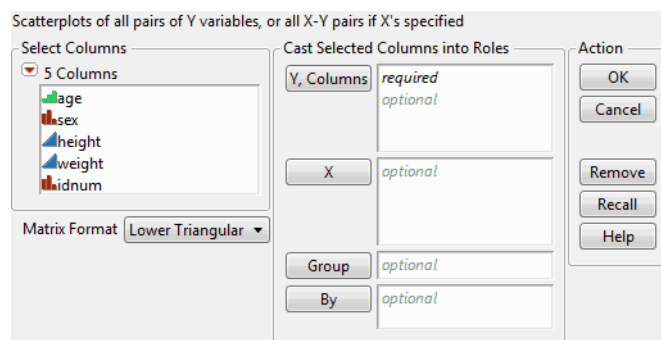 Scatterplots of all pairs of Y variables, or all X-Y pairs if X's specified
Select Columns
5 Columns
age
sex
height
weight
idnum
Matrix Format Lower Triangular
Cast Selected Columns into Roles
Y, Columns required
optional
X optional
Group optional
By optional
Action
OK
Cancel
Remove
Recall
Help